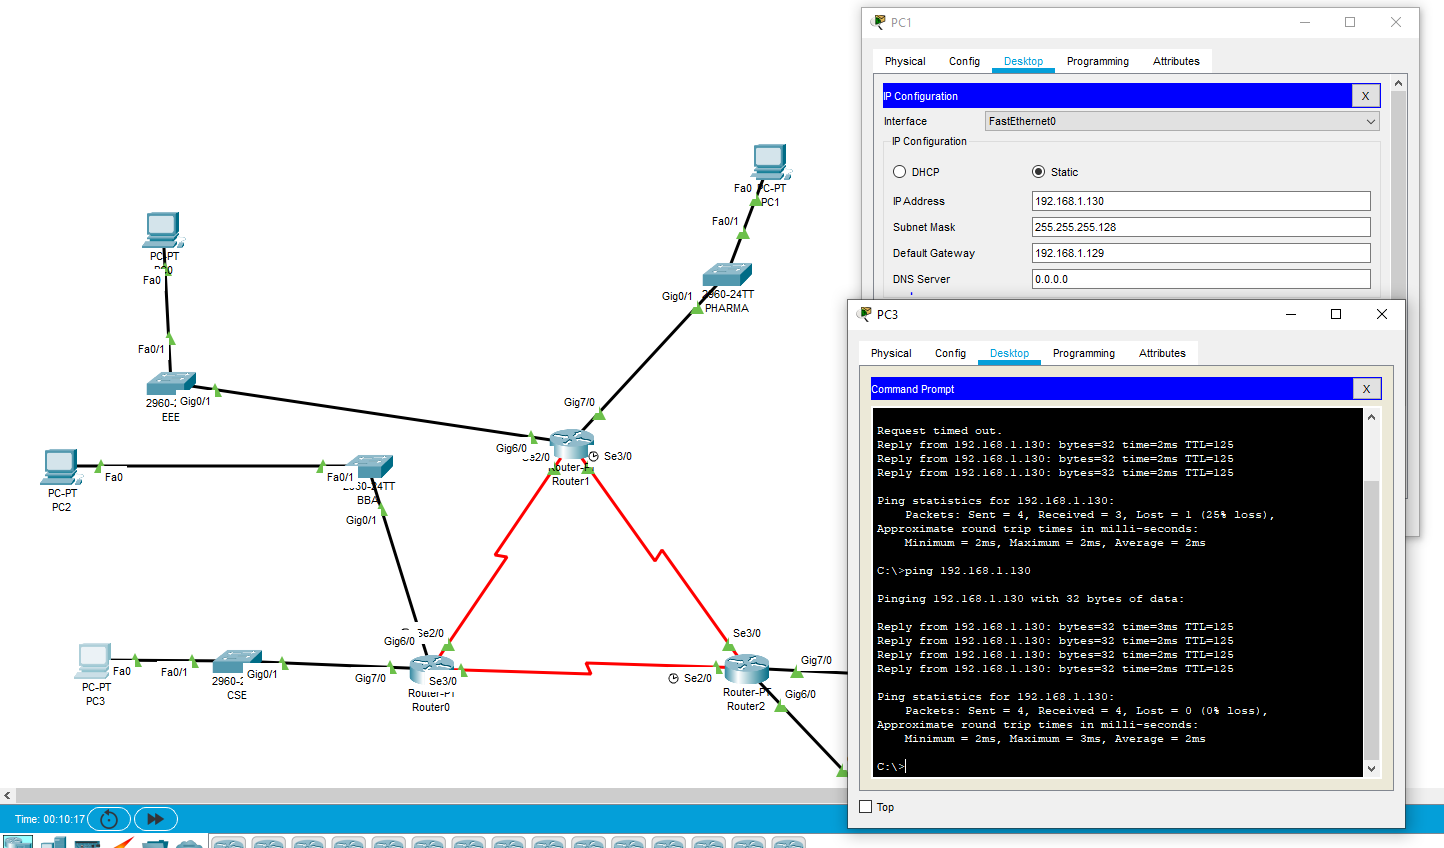 PC1
Physical Config Desktop Programming Attributes
IP Configuration X
Interface FastEthernet0
IP Configuration
DHCP Static
IP Address 192.168.1.130
Subnet Mask 255.255.255.128
Default Gateway 192.168.1.129
DNS Server 0.0.0.0
PC3
Physical Config Desktop Programming Attributes
Command Prompt X
Request timed out.
Reply from 192.168.1.130: bytes=32 time=2ms TTL=125
Reply from 192.168.1.130: bytes=32 time=2ms TTL=125
Reply from 192.168.1.130: bytes=32 time=2ms TTL=125
Ping statistics for 192.168.1.130:
Packets: Sent = 4, Received = 3, Lost = 1 (25% loss),
Approximate round trip times in milli-seconds:
Minimum = 2ms, Maximum = 2ms, Average = 2ms
C:\>ping 192.168.1.130
Pinging 192.168.1.130 with 32 bytes of data:
Reply from 192.168.1.130: bytes=32 time=3ms TTL=125
Reply from 192.168.1.130: bytes=32 time=2ms TTL=125
Reply from 192.168.1.130: bytes=32 time=2ms TTL=125
Reply from 192.168.1.130: bytes=32 time=2ms TTL=125
Ping statistics for 192.168.1.130:
Packets: Sent = 4, Received = 4, Lost = 0 (0% loss),
Approximate round trip times in milli-seconds:
Minimum = 2ms, Maximum = 3ms, Average = 2ms
C:\>
Top
Fa0 PC-PT
PC1
Fa0/1
2960-24TT
PHARMA
Gig0/1
PC-PT
PC0
Fa0
Fa0/1
Gig0/1
EEE
Gig7/0
Gig6/0
Se2/0
Se3/0
Router1
PC-PT
PC2
Fa0
Fa0/1
2960-24TT
BBA
Gig0/1
Se2/0
Gig6/0
PC-PT
PC3
Fa0
Fa0/1
Gig0/1
CSE
Gig7/0
Se3/0
Router-PT
Router0
Se3/0
Se2/0
Gig7/0
Gig6/0
Router-PT
Router2
Time: 00:10:17